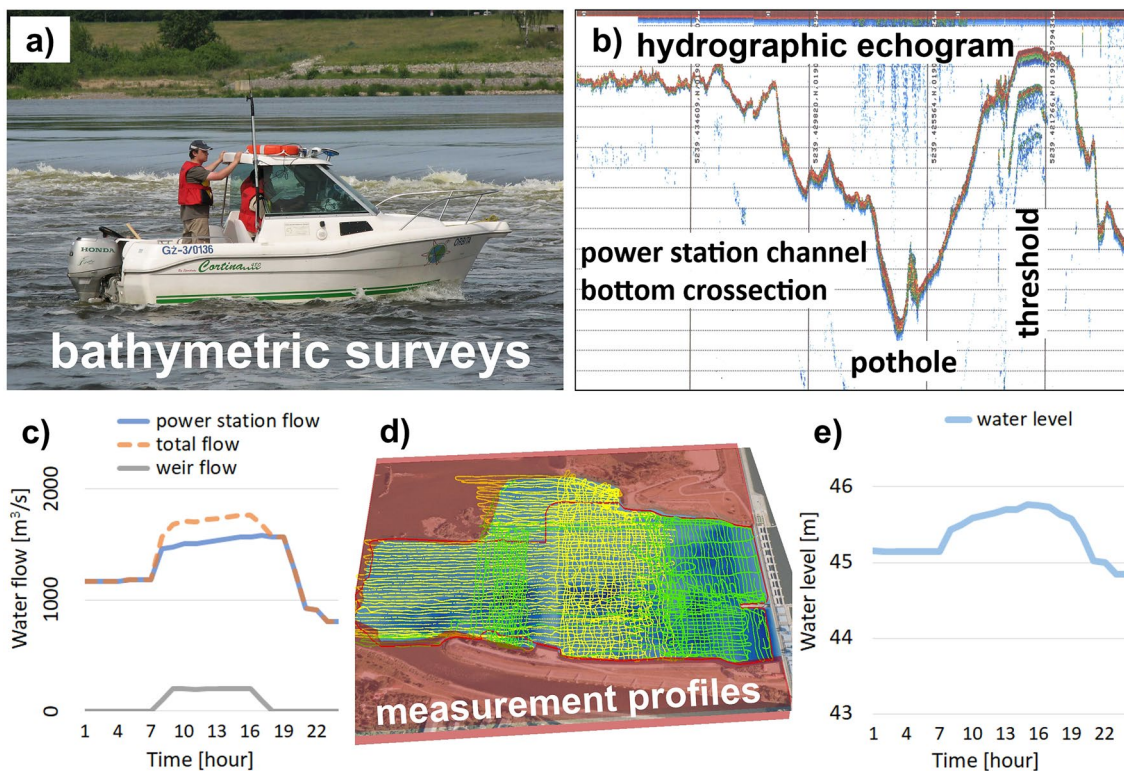 a)
GŻ-3/0136
HONDA
Cortina
ORBITA
bathymetric surveys
b)
hydrographic echogram
power station channel
bottom crossection
threshold
pothole
c)
power station flow
total flow
weir flow
Water flow [m³/s]
2000
1000
0
1 4 7 10 13 16 19 22
Time [hour]
d)
measurement profiles
e)
water level
Water level [m]
46
45
44
43
1 4 7 10 13 16 19 22
Time [hour]